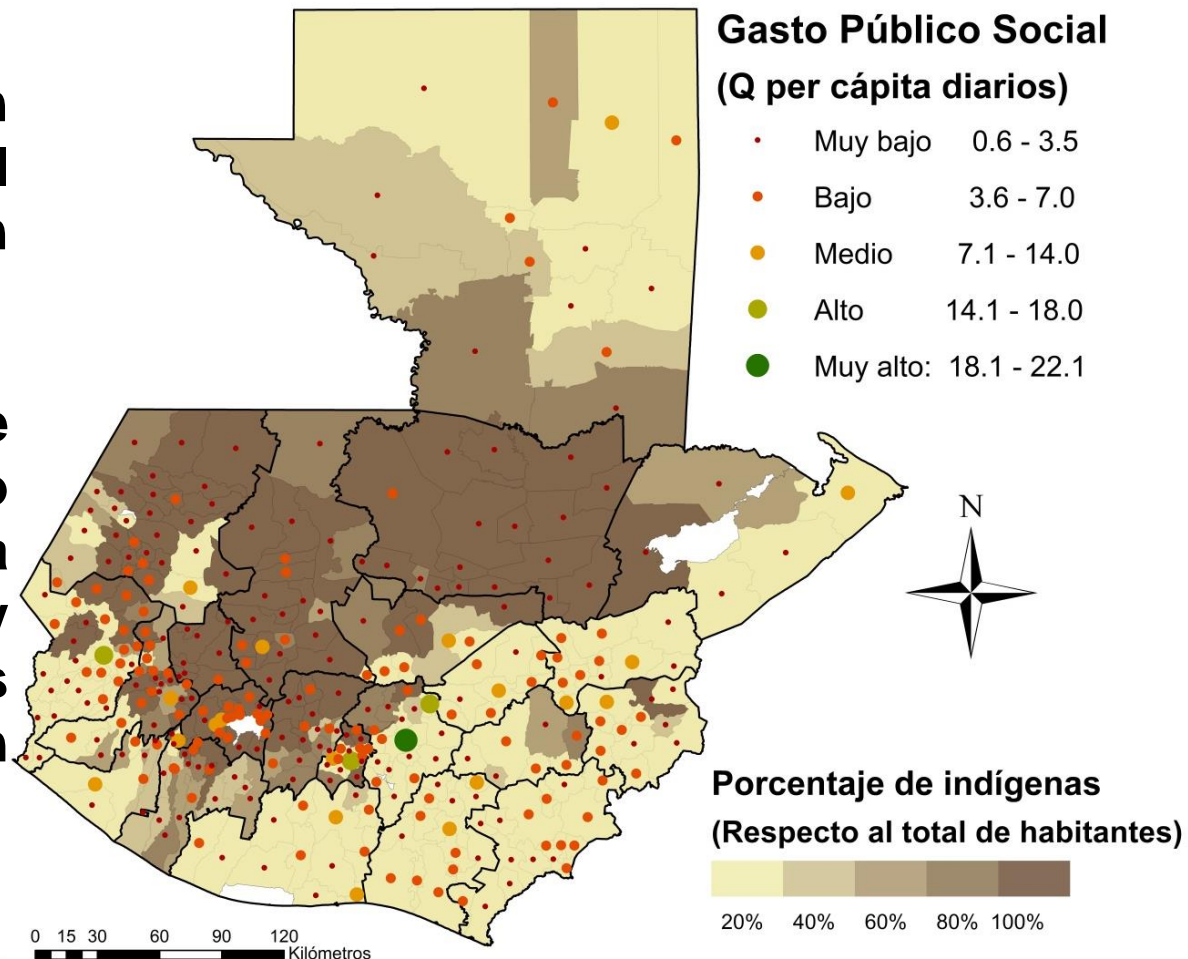 Gasto Público Social
(Q per cápita diarios)
Muy bajo 0.6 - 3.5
Bajo 3.6 - 7.0
Medio 7.1 - 14.0
Alto 14.1 - 18.0
Muy alto: 18.1 - 22.1
N
Porcentaje de indígenas
(Respecto al total de habitantes)
20% 40% 60% 80% 100%
0 15 30 60 90 120
Kilómetros